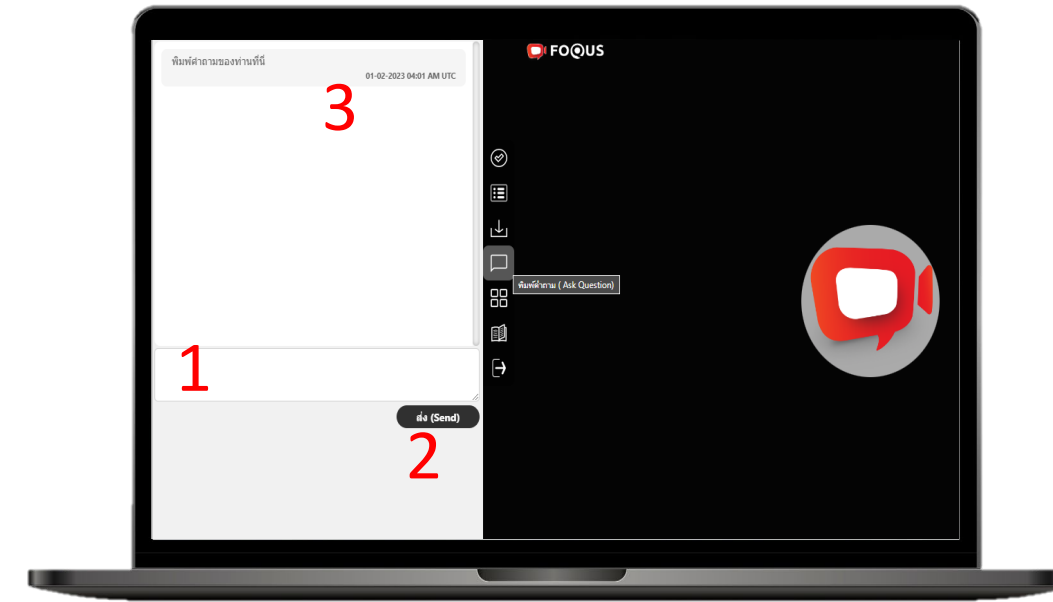 พิมพ์คำถามของท่านที่นี่
01-02-2023 04:01 AM UTC
3
1
ส่ง (Send)
2
FOQUS
พิมพ์คำถาม ( Ask Question)